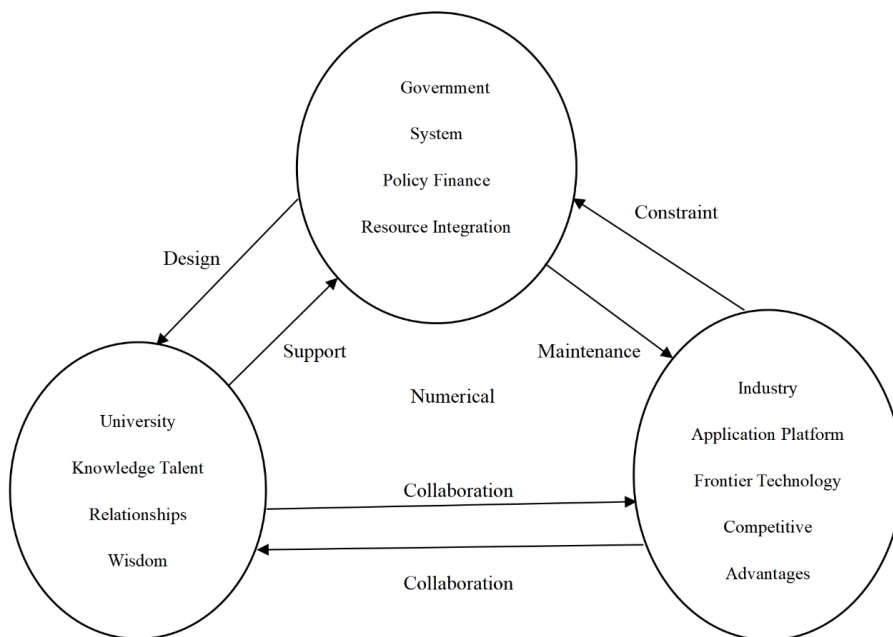 Government
System
Policy Finance
Resource Integration
Constraint
Design
Support
Maintenance
Numerical
University
Knowledge Talent
Relationships
Wisdom
Industry
Application Platform
Frontier Technology
Competitive
Advantages
Collaboration
Collaboration